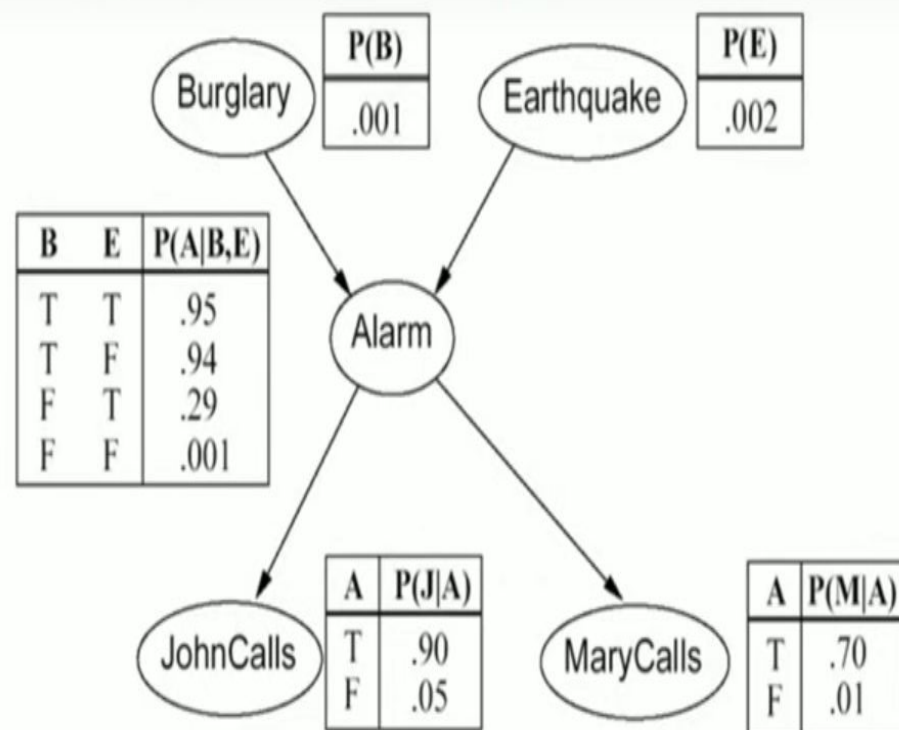 P(B)
Burglary
.001
P(E)
Earthquake
.002
B E P(A|B,E)
T T .95
T F .94
F T .29
F F .001
Alarm
JohnCalls
A P(J|A)
T .90
F .05
MaryCalls
A P(M|A)
T .70
F .01